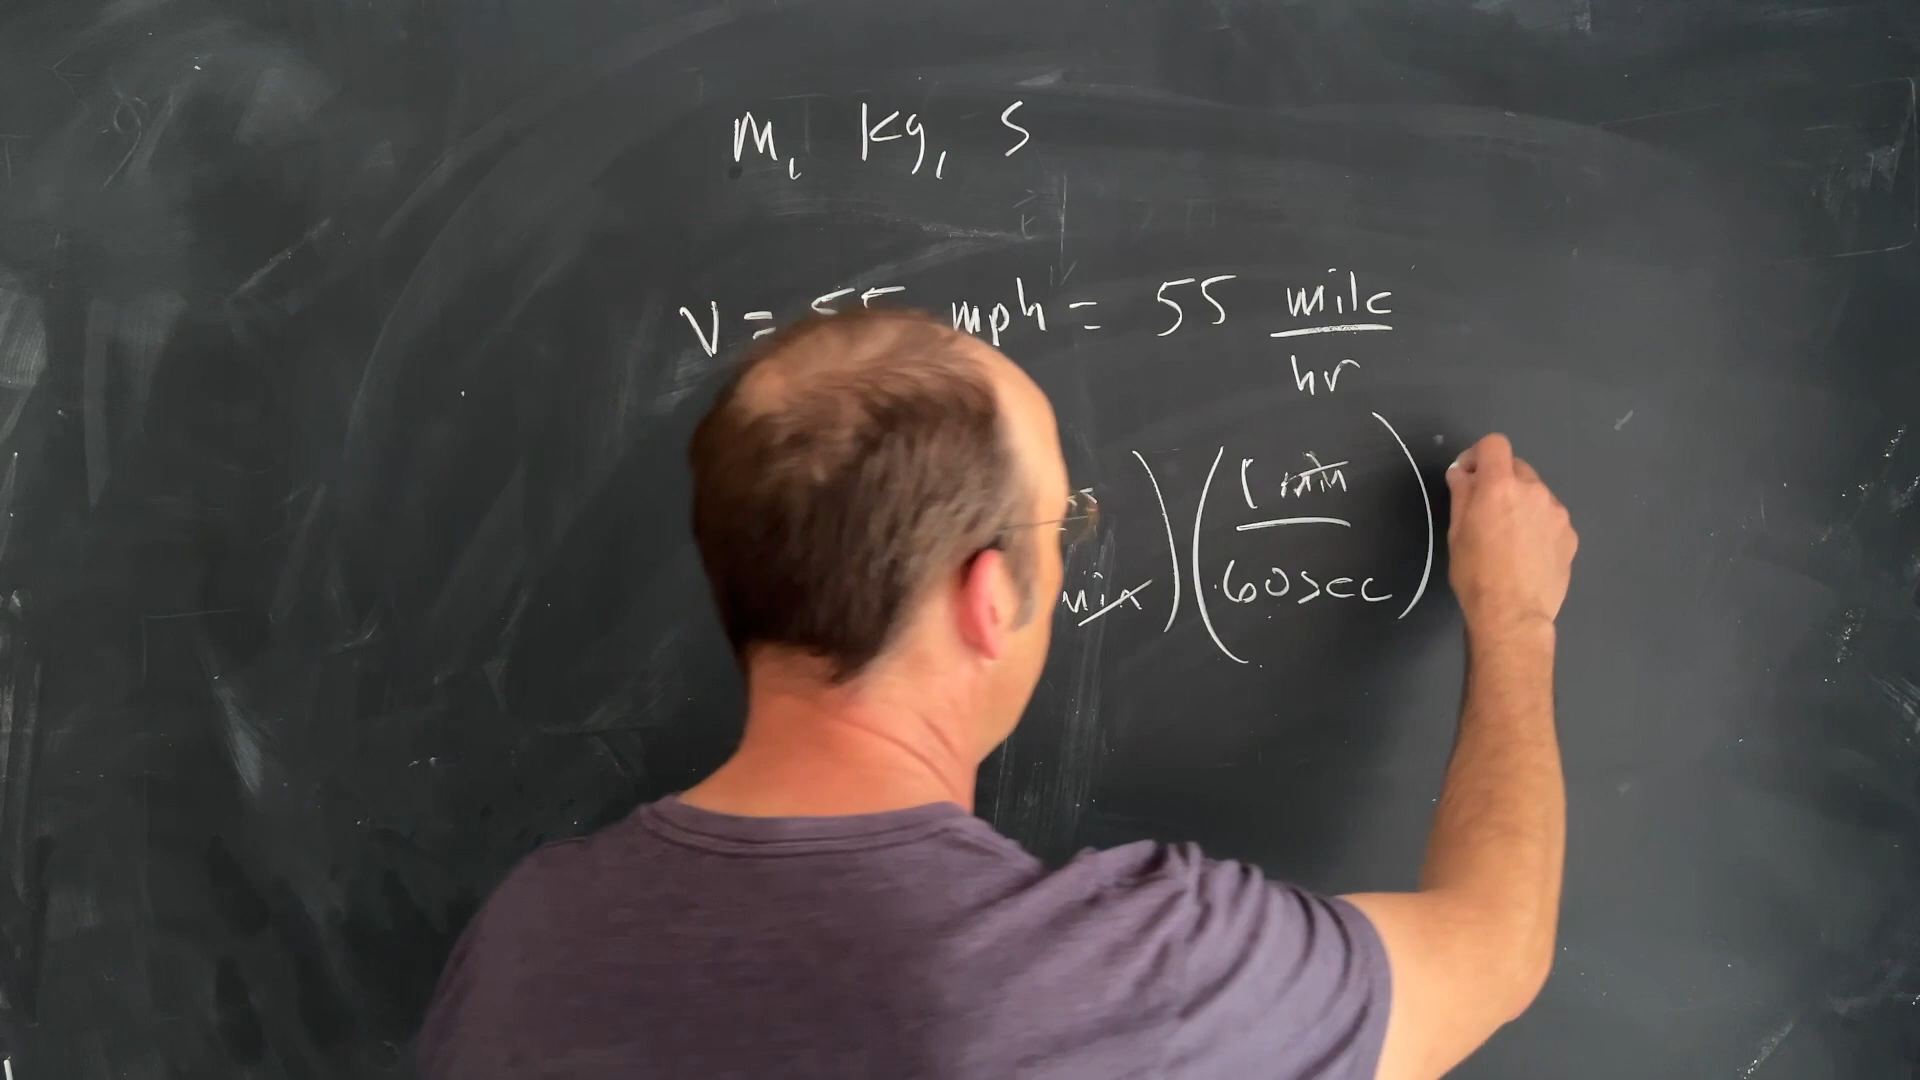 m, kg, s
V = 55 mph = 55 mile/hr
min ) ( 1 min / 60 sec )